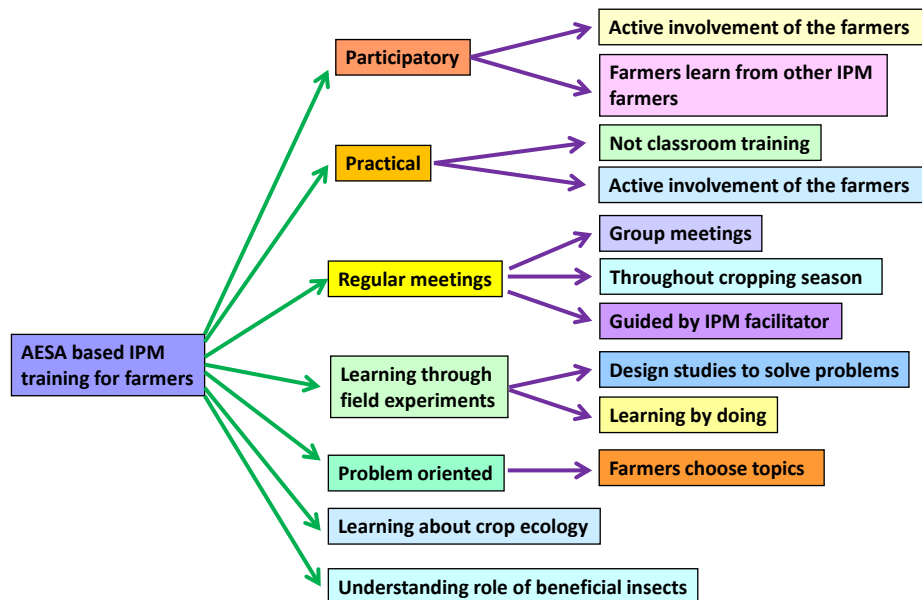 Active involvement of the farmers
Participatory
Farmers learn from other IPM
farmers
Not classroom training
Practical
Active involvement of the farmers
Group meetings
Regular meetings
Throughout cropping season
Guided by IPM facilitator
AESA based IPM
training for farmers
Learning through
field experiments
Design studies to solve problems
Learning by doing
Problem oriented
Farmers choose topics
Learning about crop ecology
Understanding role of beneficial insects